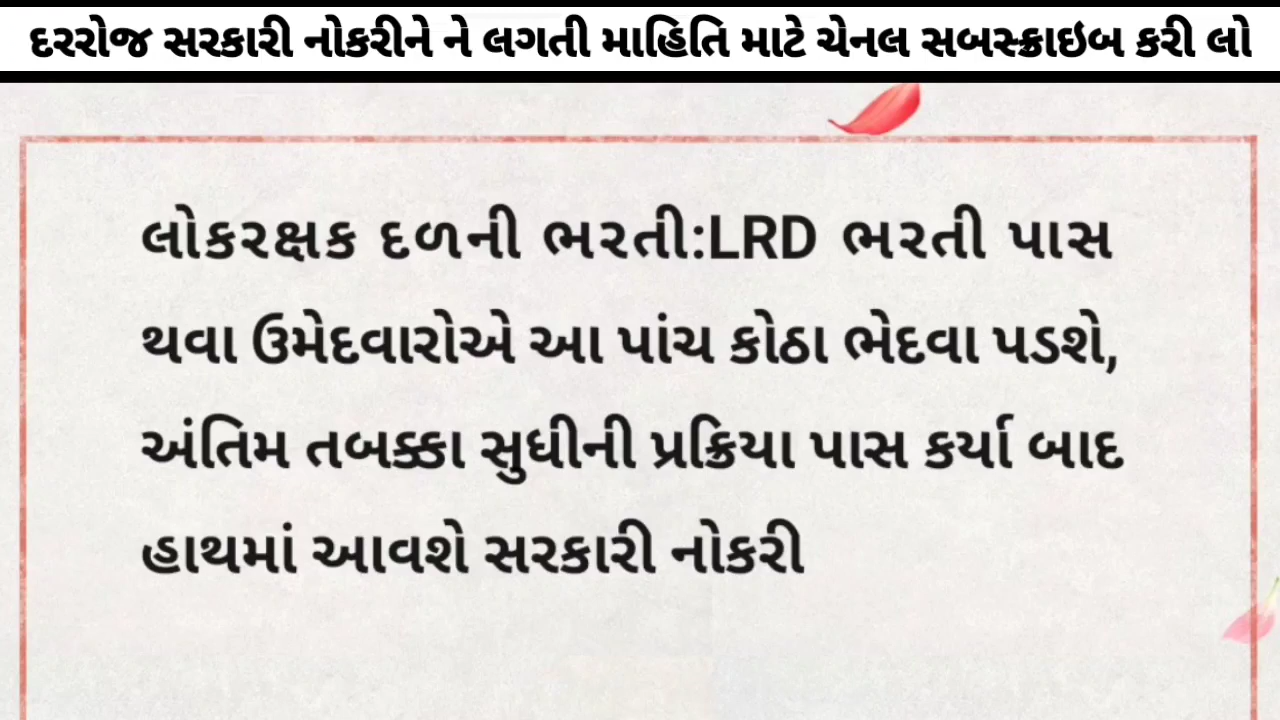 દરરોજ સરકારી નોકરીને ને લગતી માહિતિ માટે ચેનલ સબસ્ક્રાઇબ કરી લો
લોકરક્ષક દળની ભરતી:LRD ભરતી પાસ
થવા ઉમેદવારોએ આ પાંચ કોઠા ભેદવા પડશે,
અંતિમ તબક્કા સુધીની પ્રક્રિયા પાસ કર્યા બાદ
હાથમાં આવશે સરકારી નોકરી